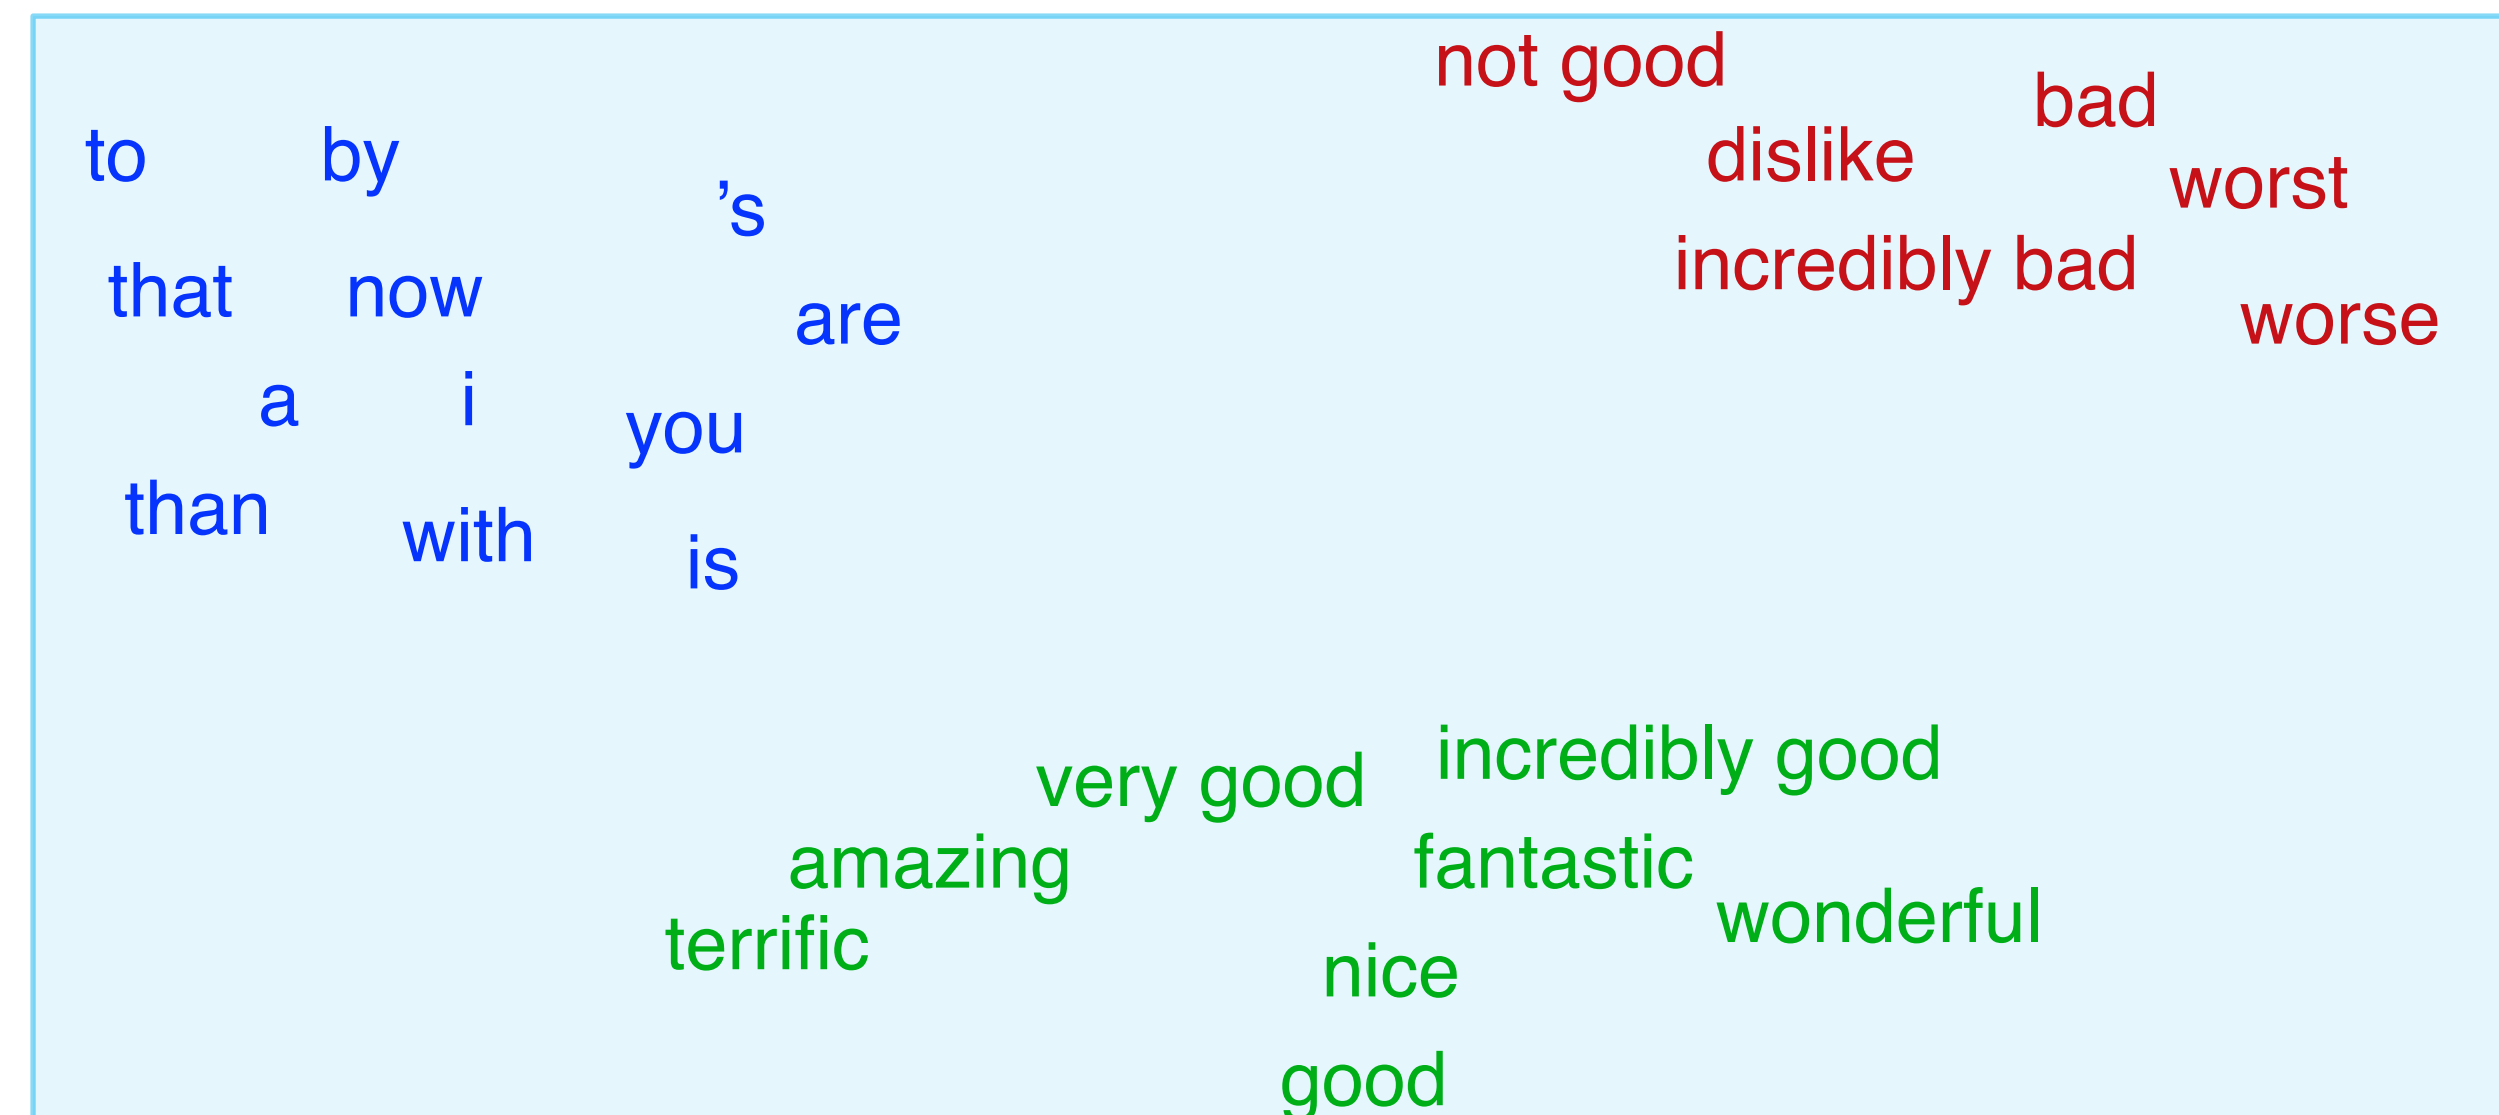 not good
bad
to by
dislike
's
worst
that now
incredibly bad
are
worse
a i
you
than
with
is
very good
incredibly good
amazing
fantastic
terrific
wonderful
nice
good